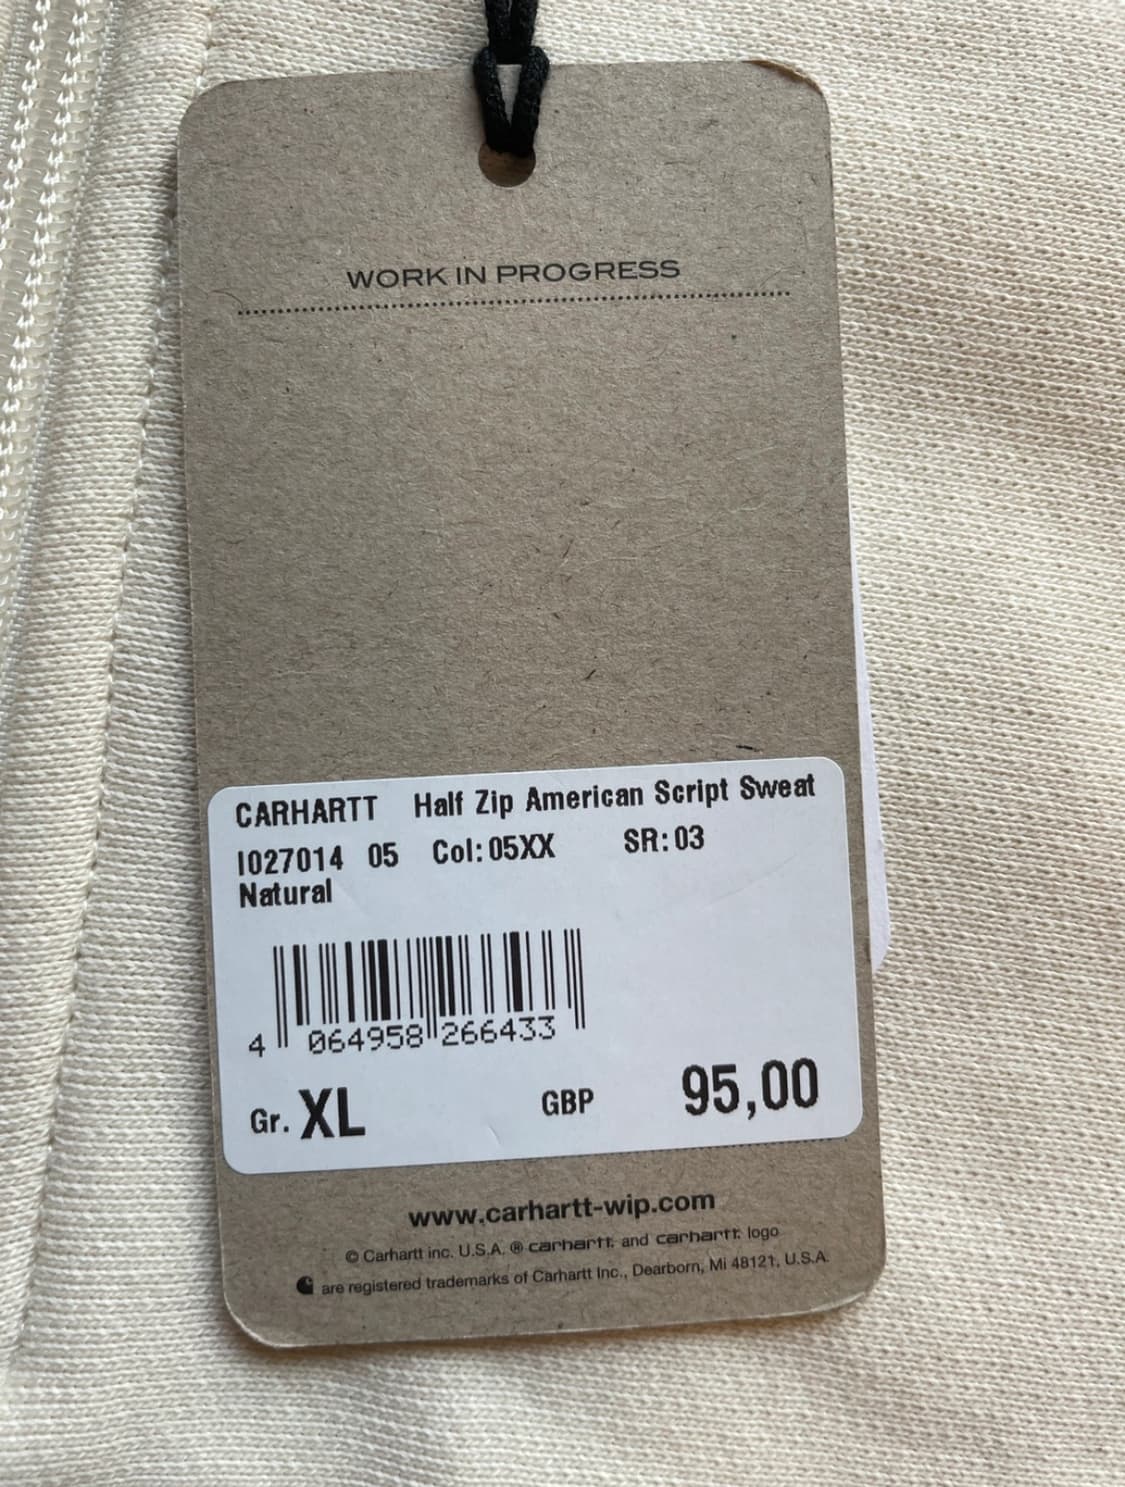 WORK IN PROGRESS
CARHARTT Half Zip American Script Sweat
I027014 05 Col:05XX SR:03
Natural
4 064958 266433
Gr. XL GBP 95,00
www.carhartt-wip.com
© Carhartt inc. U.S.A. ® carhartt. and carhartt. logo
are registered trademarks of Carhartt Inc., Dearborn, Mi 48121, U.S.A.